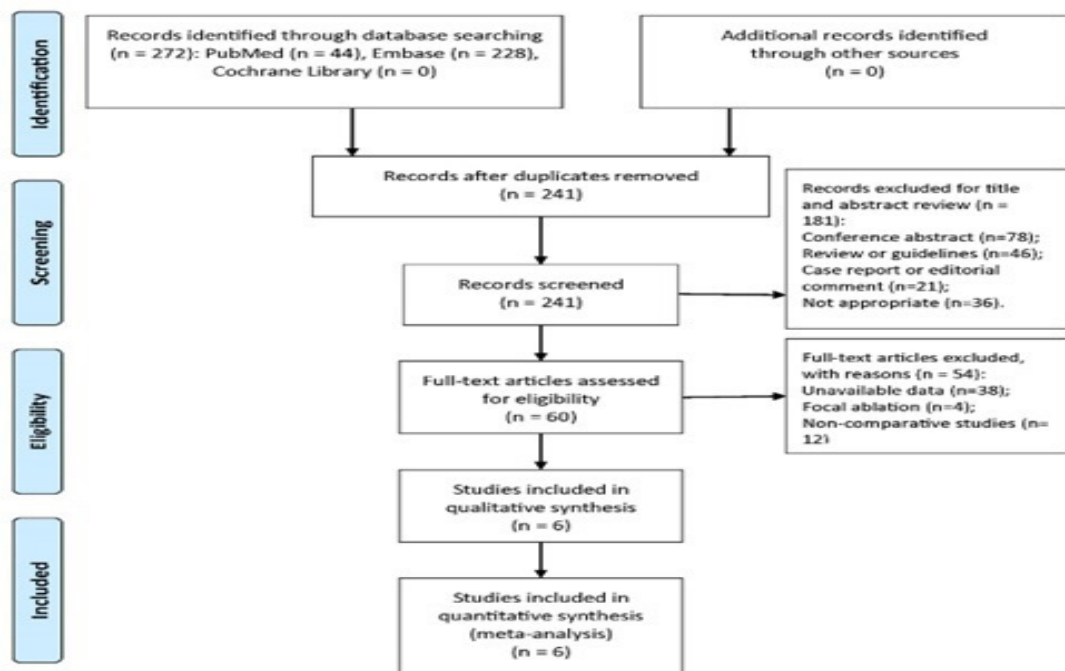 Identification
Records identified through database searching
(n = 272): PubMed (n = 44), Embase (n = 228),
Cochrane Library (n = 0)
Additional records identified
through other sources
(n = 0)
Records after duplicates removed
(n = 241)
Screening
Records screened
(n = 241)
Records excluded for title
and abstract review (n =
181):
Conference abstract (n=78);
Review or guidelines (n=46);
Case report or editorial
comment (n=21);
Not appropriate (n=36).
Eligibility
Full-text articles assessed
for eligibility
(n = 60)
Full-text articles excluded,
with reasons (n = 54):
Unavailable data (n=38);
Focal ablation (n=4);
Non-comparative studies (n=
12)
Studies included in
qualitative synthesis
(n = 6)
Included
Studies included in
quantitative synthesis
(meta-analysis)
(n = 6)